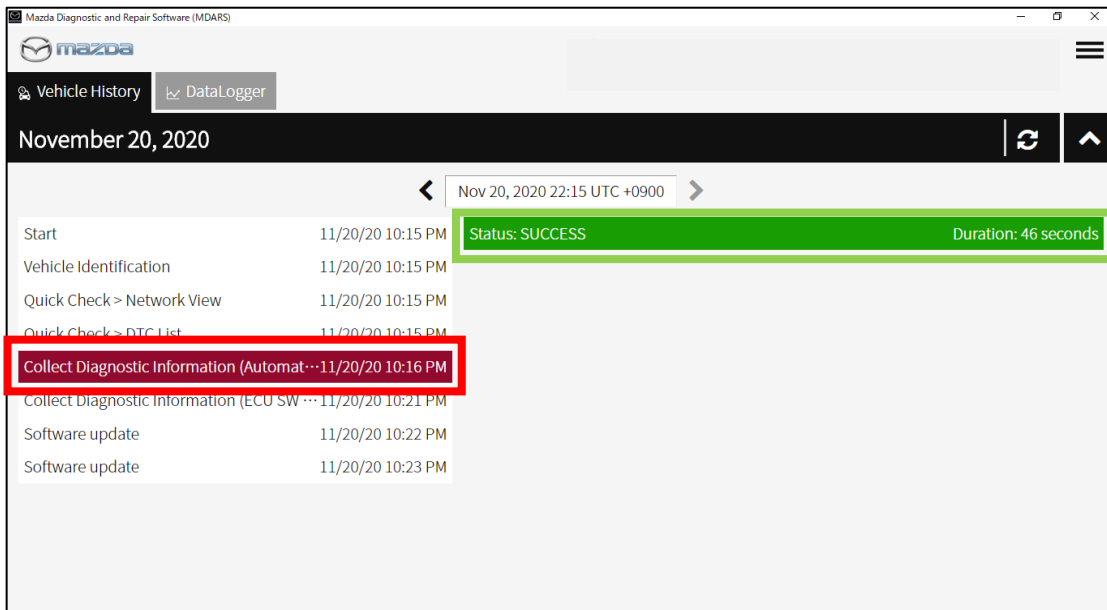 Mazda Diagnostic and Repair Software (MDARS)
mazda
Vehicle History
DataLogger
November 20, 2020
Nov 20, 2020 22:15 UTC +0900
Start 11/20/20 10:15 PM
Status: SUCCESS Duration: 46 seconds
Vehicle Identification 11/20/20 10:15 PM
Quick Check > Network View 11/20/20 10:15 PM
Quick Check > DTC List 11/20/20 10:15 PM
Collect Diagnostic Information (Automat⋯11/20/20 10:16 PM
Collect Diagnostic Information (ECU SW ⋯11/20/20 10:21 PM
Software update 11/20/20 10:22 PM
Software update 11/20/20 10:23 PM